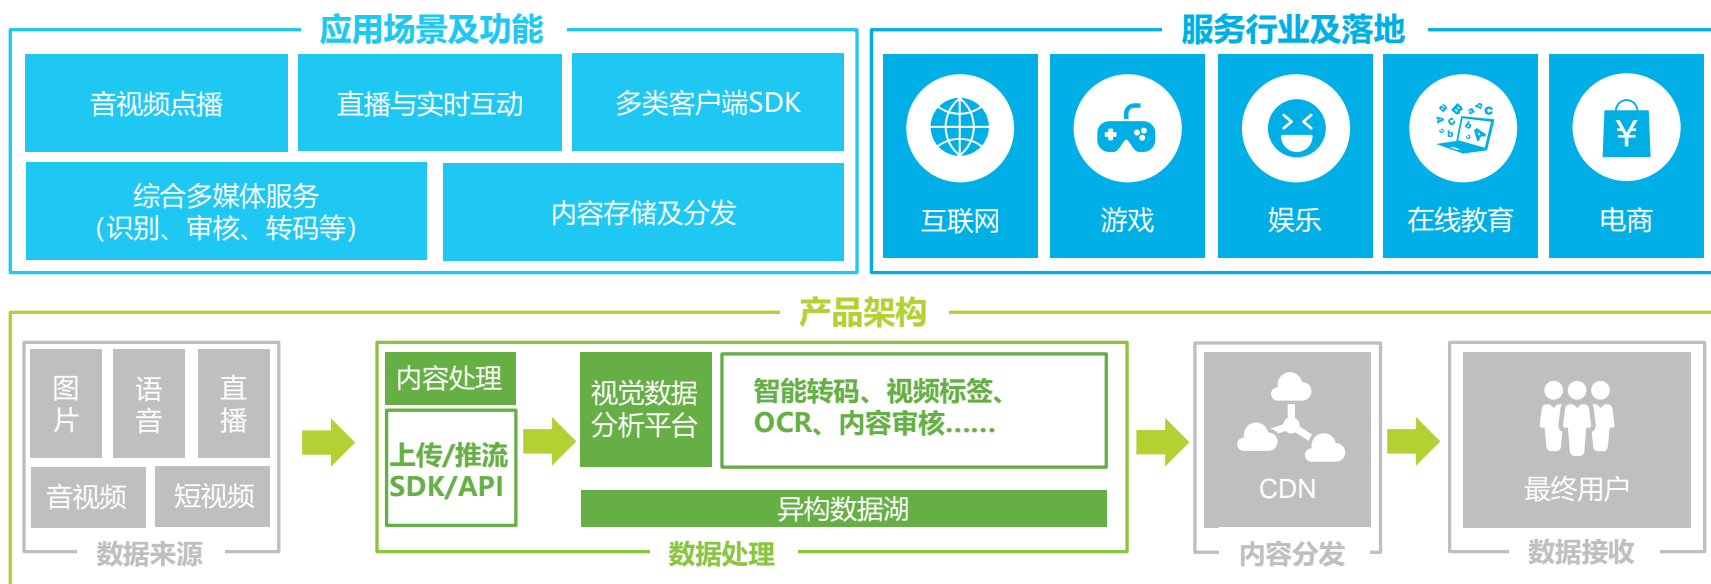 应用场景及功能
音视频点播
直播与实时互动
多类客户端SDK
综合多媒体服务
（识别、审核、转码等）
内容存储及分发
服务行业及落地
互联网
游戏
娱乐
在线教育
电商
产品架构
图
片
语
音
直
播
音视频
短视频
数据来源
内容处理
上传/推流
SDK/API
视觉数据
分析平台
智能转码、视频标签、
OCR、内容审核......
异构数据湖
数据处理
CDN
内容分发
最终用户
数据接收